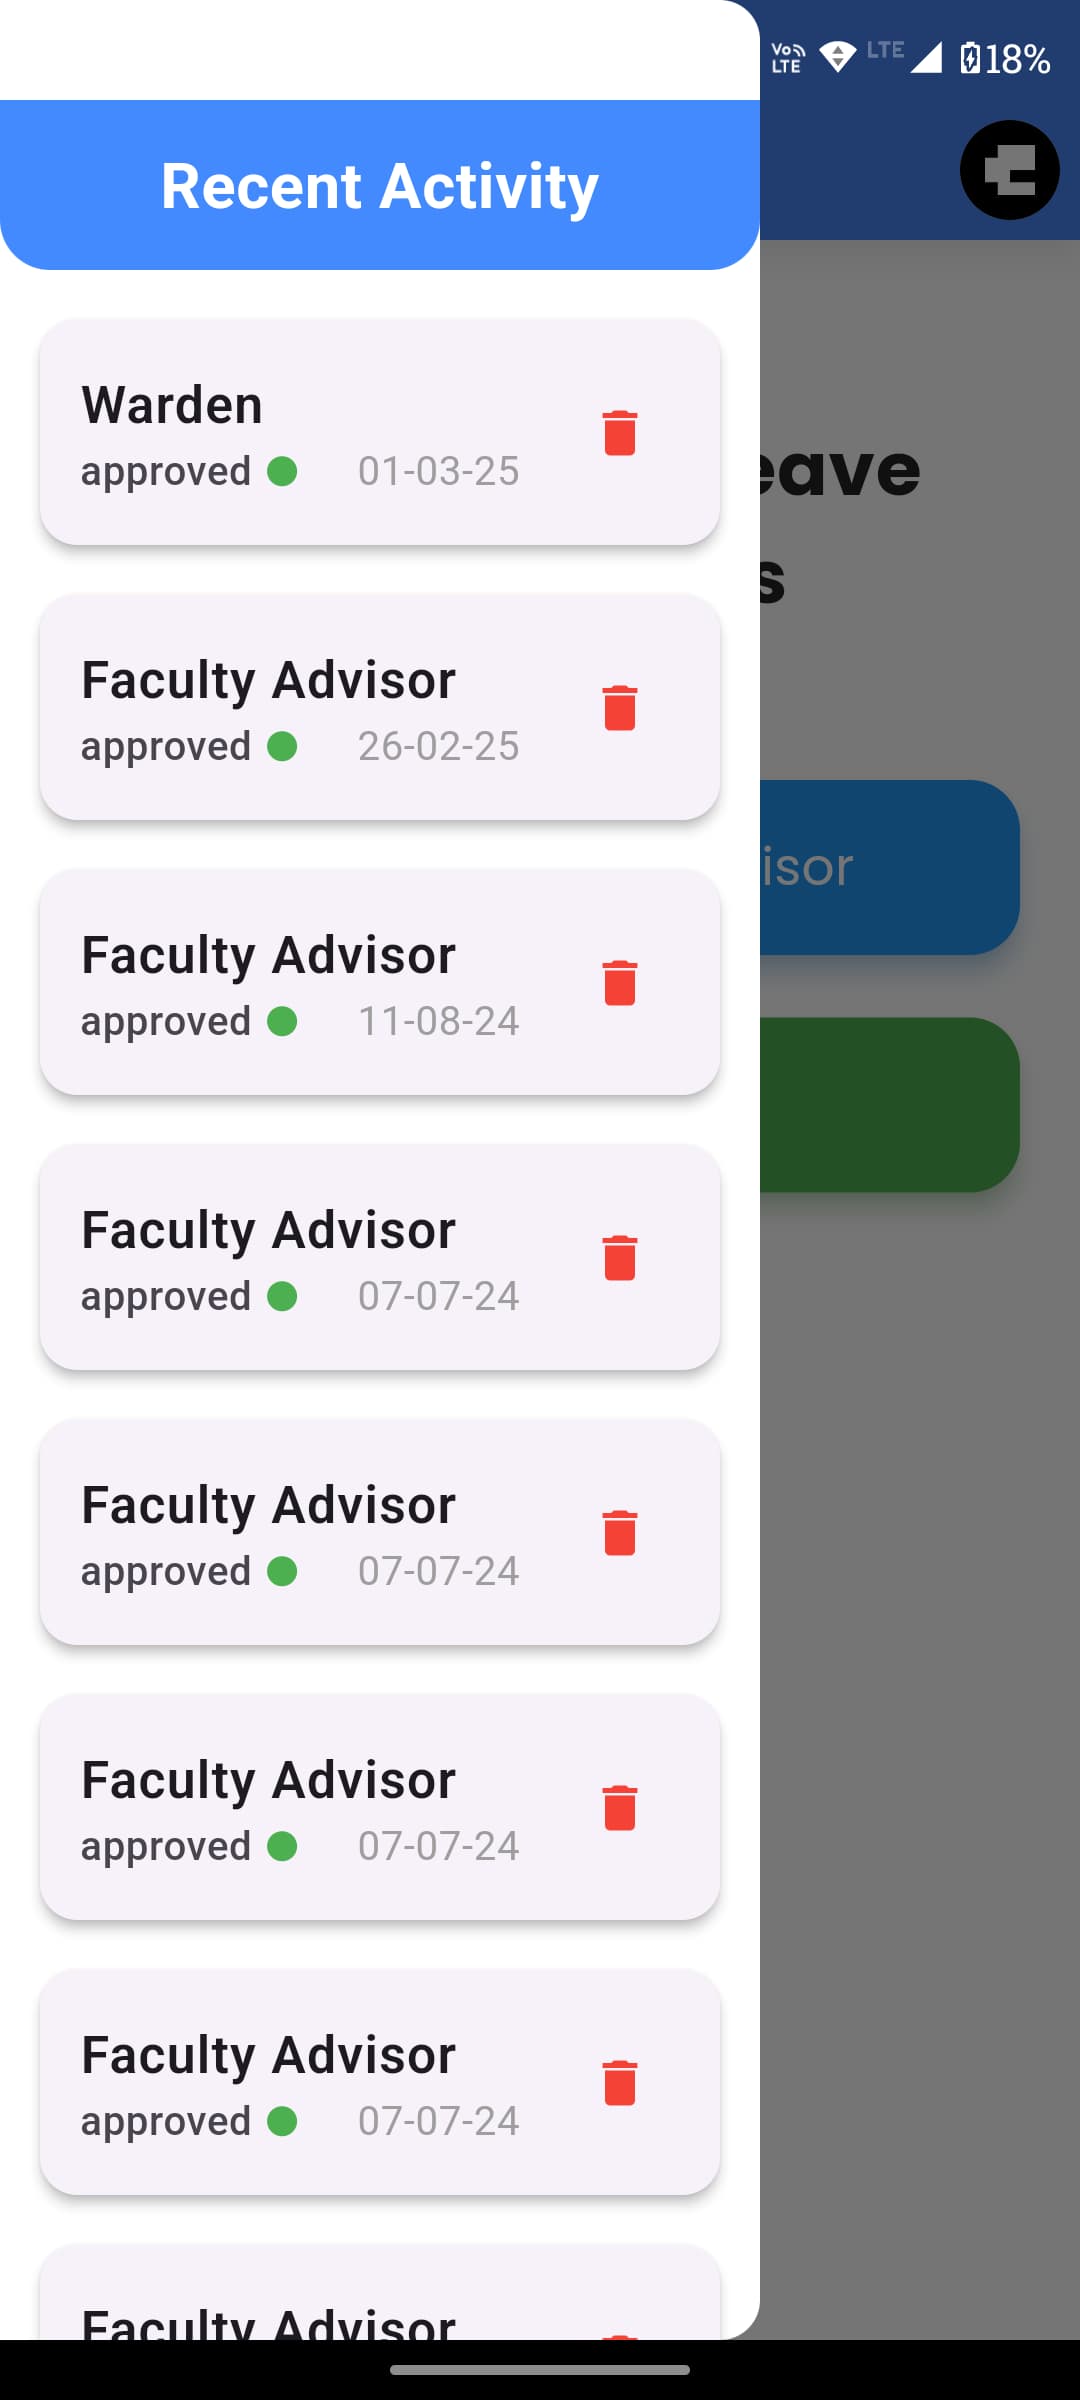 Vo LTE LTE 18%
Recent Activity
Warden
approved 01-03-25
Faculty Advisor
approved 26-02-25
Faculty Advisor
approved 11-08-24
Faculty Advisor
approved 07-07-24
Faculty Advisor
approved 07-07-24
Faculty Advisor
approved 07-07-24
Faculty Advisor
approved 07-07-24
Faculty Advisor
eave
s
isor